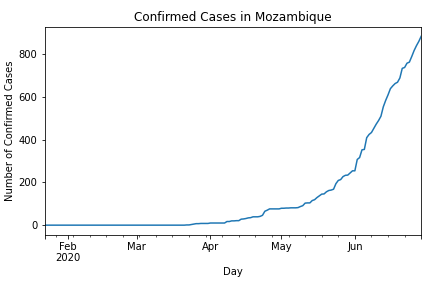 Confirmed Cases in Mozambique
Number of Confirmed Cases
800
600
400
200
0
Feb
2020
Mar
Apr
May
Jun
Day